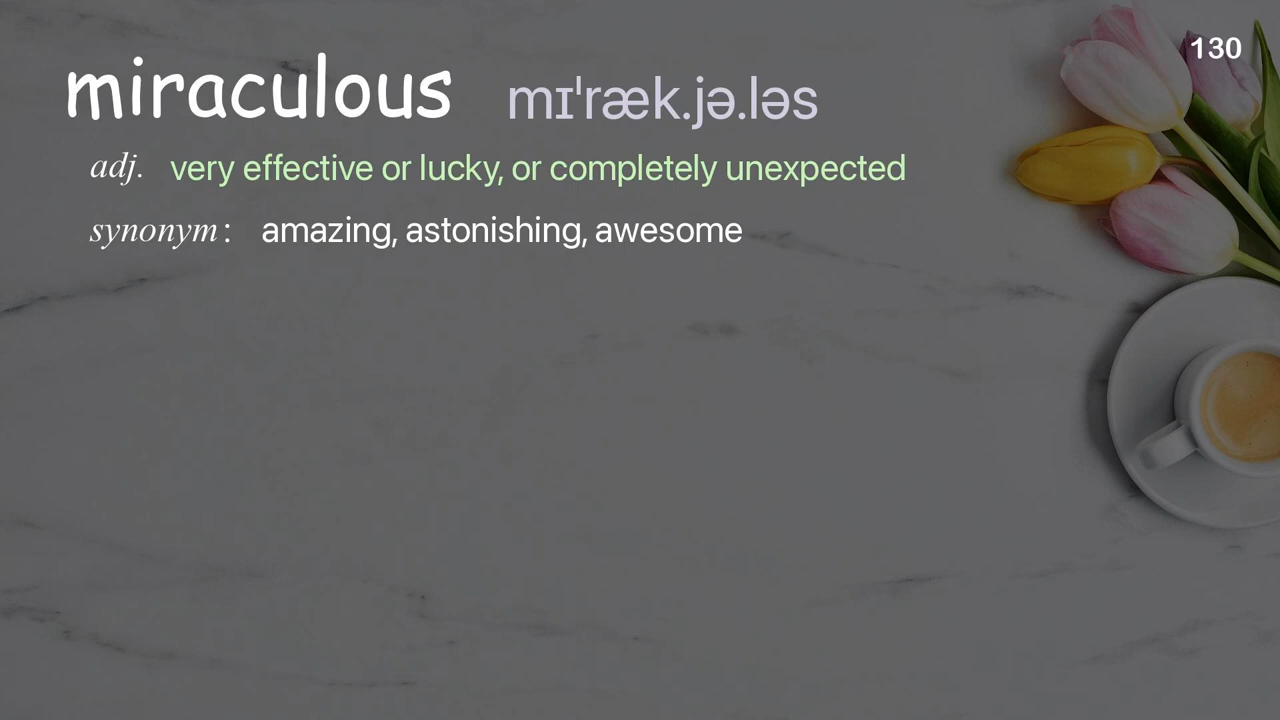 130
miraculous mɪˈræk.jə.ləs
adj. very effective or lucky, or completely unexpected
synonym: amazing, astonishing, awesome